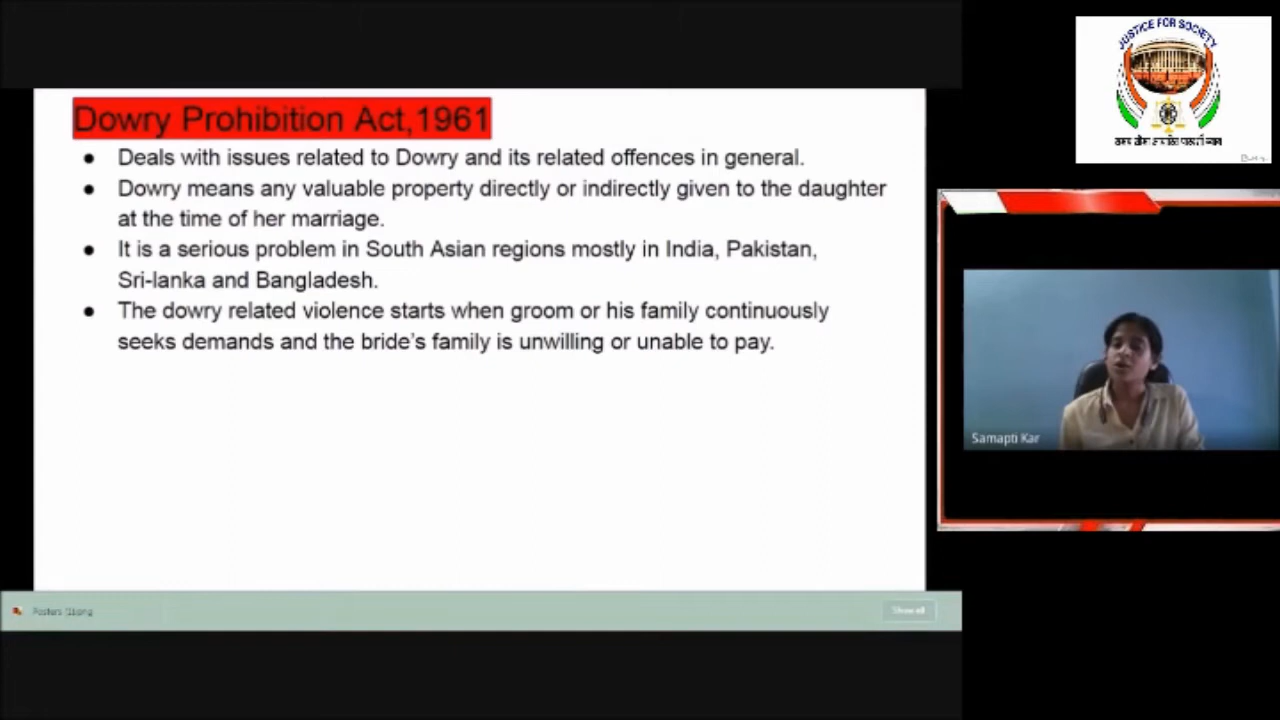 Dowry Prohibition Act,1961
● Deals with issues related to Dowry and its related offences in general.
● Dowry means any valuable property directly or indirectly given to the daughter
at the time of her marriage.
● It is a serious problem in South Asian regions mostly in India, Pakistan,
Sri-lanka and Bangladesh.
● The dowry related violence starts when groom or his family continuously
seeks demands and the bride's family is unwilling or unable to pay.
JUSTICE FOR SOCIETY
Samapti Kar
Show all